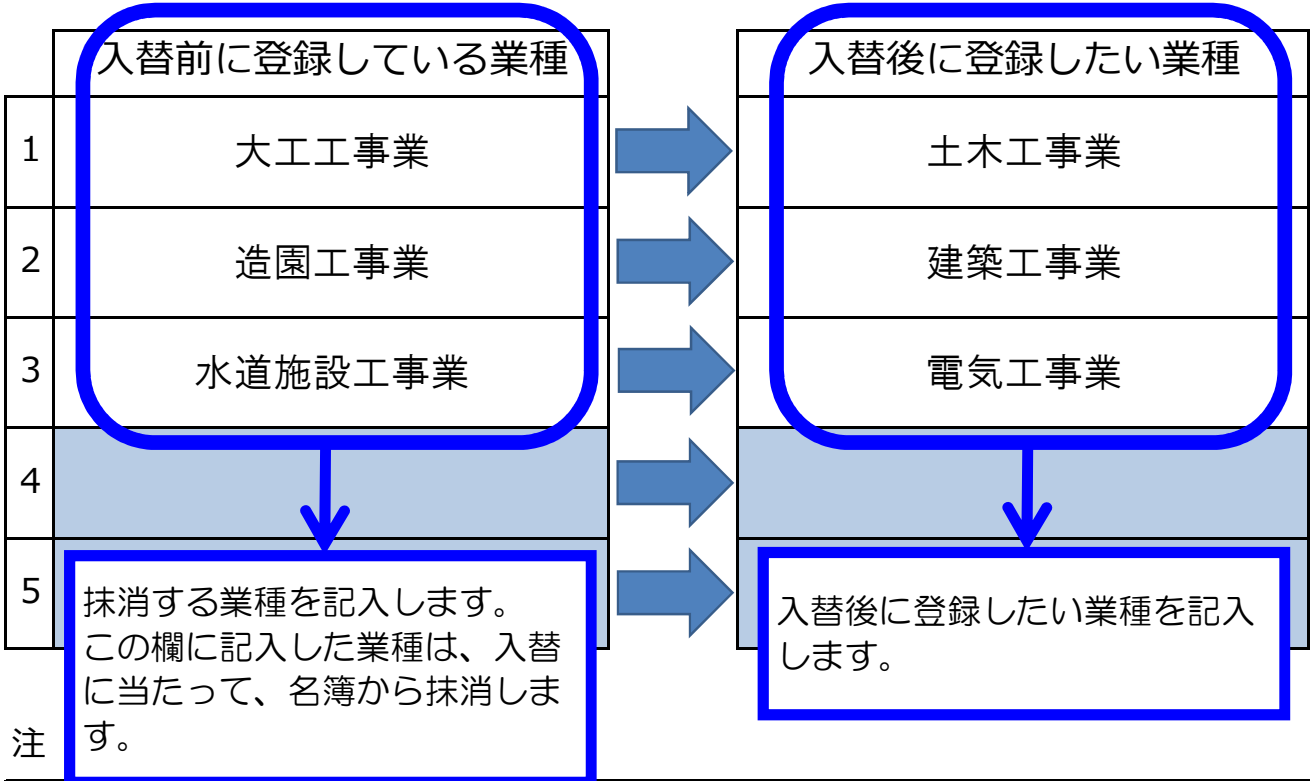 入替前に登録している業種 入替後に登録したい業種
1 大工工事業 土木工事業
2 造園工事業 建築工事業
3 水道施設工事業 電気工事業
4
5
抹消する業種を記入します。
この欄に記入した業種は、入替
に当たって、名簿から抹消しま
す。
入替後に登録したい業種を記入
します。
注